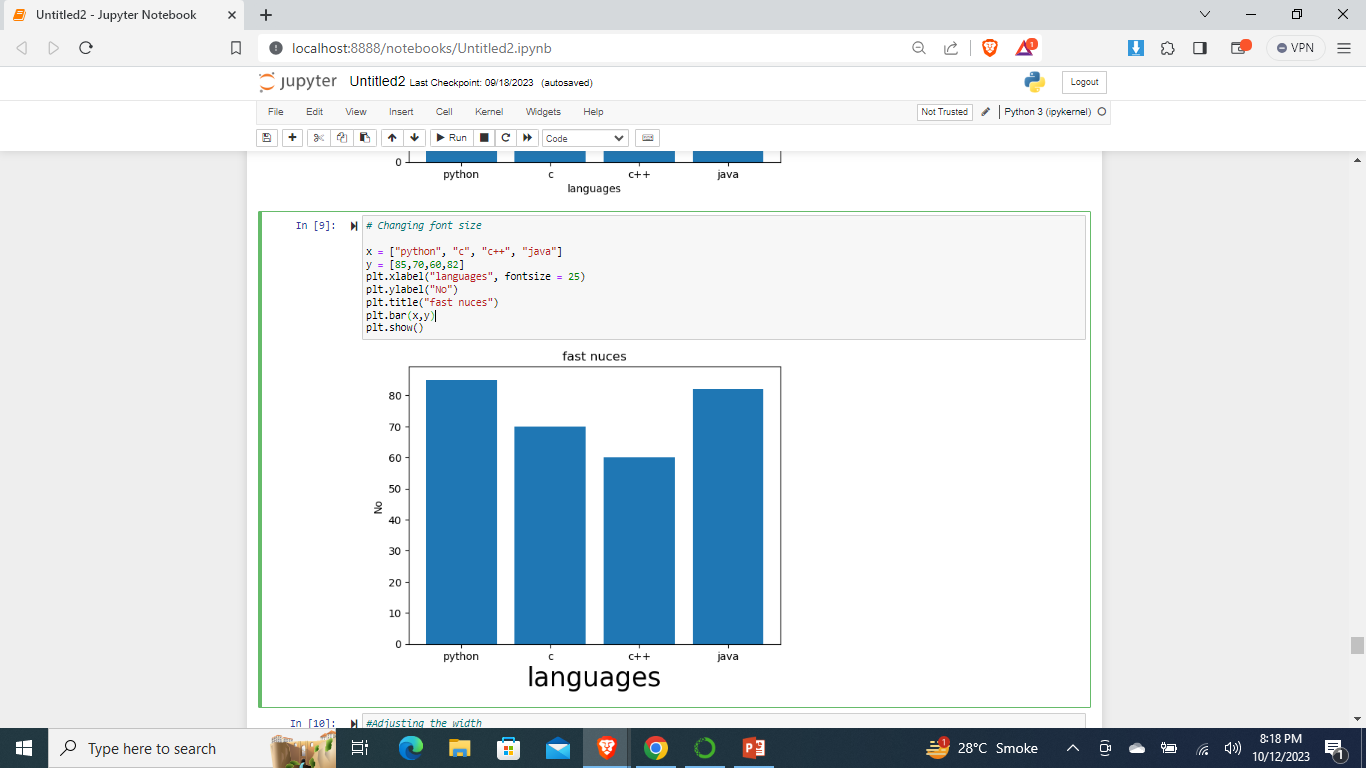 Untitled2 - Jupyter Notebook
localhost:8888/notebooks/Untitled2.ipynb
1
VPN
jupyter Untitled2 Last Checkpoint: 09/18/2023 (autosaved)
Logout
File Edit View Insert Cell Kernel Widgets Help
Not Trusted
Python 3 (ipykernel)
Run
Code
0
python c c++ java
languages
In [9]:
# Changing font size
x = ["python", "c", "c++", "java"]
y = [85,70,60,82]
plt.xlabel("languages", fontsize = 25)
plt.ylabel("No")
plt.title("fast nuces")
plt.bar(x,y)
plt.show()
fast nuces
80
70
60
50
No
40
30
20
10
0
python c c++ java
languages
In [10]: #Adjusting the width
Type here to search
1
28°C Smoke
8:18 PM
10/12/2023
1